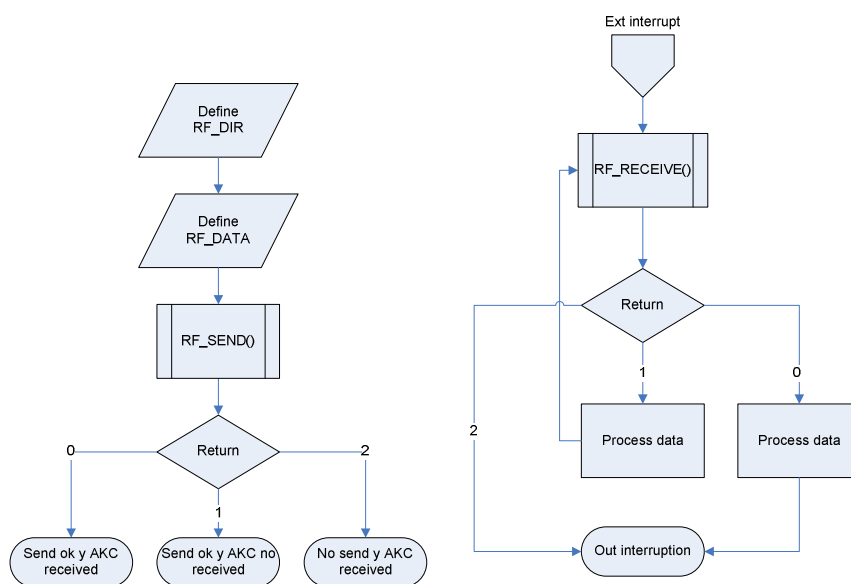 Define
RF_DIR
Define
RF_DATA
RF_SEND()
Return
0
1
2
Send ok y AKC
received
Send ok y AKC no
received
No send y AKC
received
Ext interrupt
RF_RECEIVE()
Return
1
0
2
Process data
Process data
Out interruption